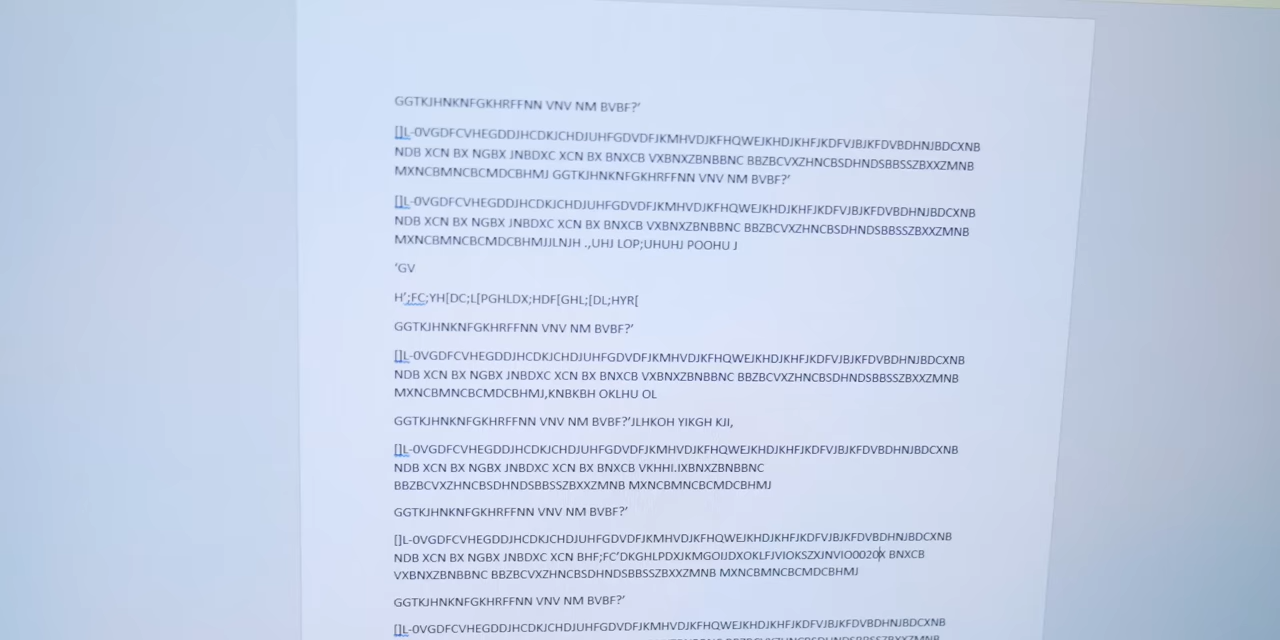 GGTKJHNKNFGKHRFFNN VNV NM BVBF?'
[]L-0VGDFCVHEGDDJHCDKJCHDJUHFGDVDFJKMHVDJKFHQWEJKHDJKHFJKDFVJBJKFDVBDHNJBDCXNB
NDB XCN BX NGBX JNBDXC XCN BX BNXCB VXBNXZBNBBNC BBZBCVXZHNCBSDHNDSBBSSZBXXZMNB
MXNCBMNCBCMDCBHMJ GGTKJHNKNFGKHRFFNN VNV NM BVBF?'
[]L-0VGDFCVHEGDDJHCDKJCHDJUHFGDVDFJKMHVDJKFHQWEJKHDJKHFJKDFVJBJKFDVBDHNJBDCXNB
NDB XCN BX NGBX JNBDXC XCN BX BNXCB VXBNXZBNBBNC BBZBCVXZHNCBSDHNDSBBSSZBXXZMNB
MXNCBMNCBCMDCBHMJJLNJH .,UHJ LOP;UHUHJ POOHU J
'GV
H';FC;YH[DC;L[PGHLDX;HDF[GHL;[DL;HYR[
GGTKJHNKNFGKHRFFNN VNV NM BVBF?'
[]L-0VGDFCVHEGDDJHCDKJCHDJUHFGDVDFJKMHVDJKFHQWEJKHDJKHFJKDFVJBJKFDVBDHNJBDCXNB
NDB XCN BX NGBX JNBDXC XCN BX BNXCB VXBNXZBNBBNC BBZBCVXZHNCBSDHNDSBBSSZBXXZMNB
MXNCBMNCBCMDCBHMJ,KNBKBH OKLHU OL
GGTKJHNKNFGKHRFFNN VNV NM BVBF?'JLHKOH YIKGH KJI,
[]L-0VGDFCVHEGDDJHCDKJCHDJUHFGDVDFJKMHVDJKFHQWEJKHDJKHFJKDFVJBJKFDVBDHNJBDCXNB
NDB XCN BX NGBX JNBDXC XCN BX BNXCB VKHHI.IXBNXZBNBBNC
BBZBCVXZHNCBSDHNDSBBSSZBXXZMNB MXNCBMNCBCMDCBHMJ
GGTKJHNKNFGKHRFFNN VNV NM BVBF?'
[]L-0VGDFCVHEGDDJHCDKJCHDJUHFGDVDFJKMHVDJKFHQWEJKHDJKHFJKDFVJBJKFDVBDHNJBDCXNB
NDB XCN BX NGBX JNBDXC XCN BHF;FC'DKGHLPDXJKMGOIJDXOKLFJVIOKSZXJNVIO0020X BNXCB
VXBNXZBNBBNC BBZBCVXZHNCBSDHNDSBBSSZBXXZMNB MXNCBMNCBCMDCBHMJ
GGTKJHNKNFGKHRFFNN VNV NM BVBF?'
[]L-0VGDFCVHEGDDJHCDKJCHDJUHFGDVDFJKMHVDJKFHQWEJKHDJKHFJKDFVJBJKFDVBDHNJBDCXNB